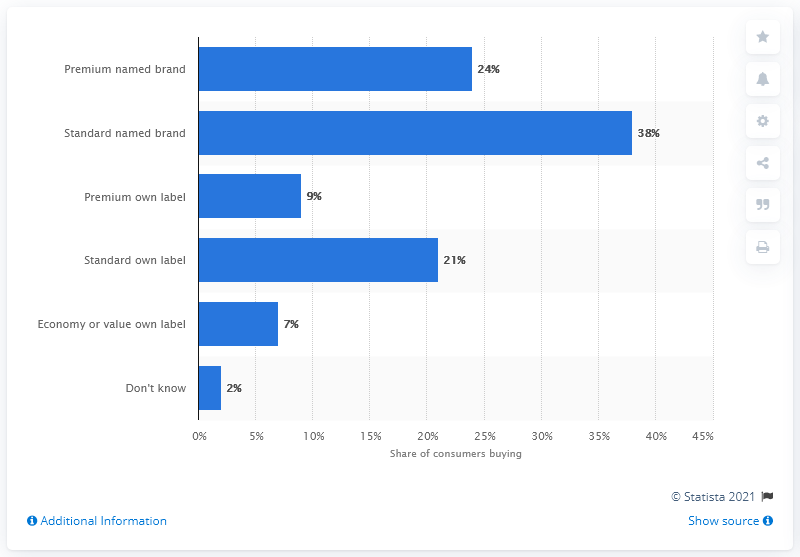 Premium named brand 24%
Standard named brand 38%
Premium own label 9%
Standard own label 21%
Economy or value own label 7%
Don't know 2%
0% 5% 10% 15% 20% 25% 30% 35% 40% 45%
Share of consumers buying
© Statista 2021
Additional Information Show source